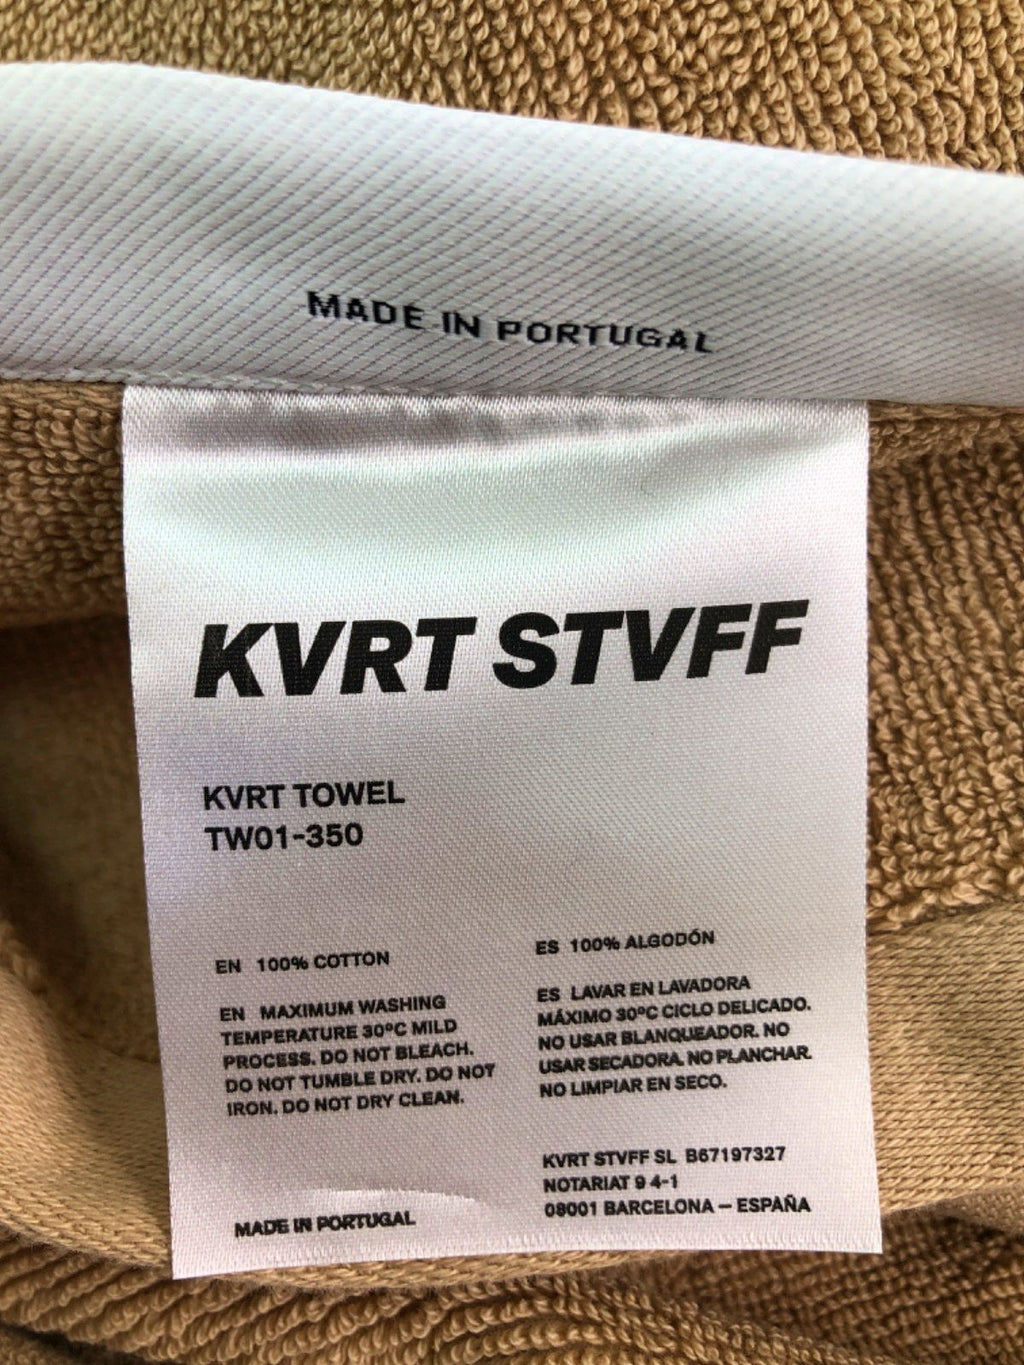 MADE IN PORTUGAL
KVRT STVFF
KVRT TOWEL
TW01-350
EN 100% COTTON
EN MAXIMUM WASHING
TEMPERATURE 30ºC MILD
PROCESS. DO NOT BLEACH.
DO NOT TUMBLE DRY. DO NOT
IRON. DO NOT DRY CLEAN.
MADE IN PORTUGAL
ES 100% ALGODÓN
ES LAVAR EN LAVADORA
MÁXIMO 30ºC CICLO DELICADO.
NO USAR BLANQUEADOR. NO
USAR SECADORA. NO PLANCHAR.
NO LIMPIAR EN SECO.
KVRT STVFF SL B67197327
NOTARIAT 9 4-1
08001 BARCELONA – ESPAÑA